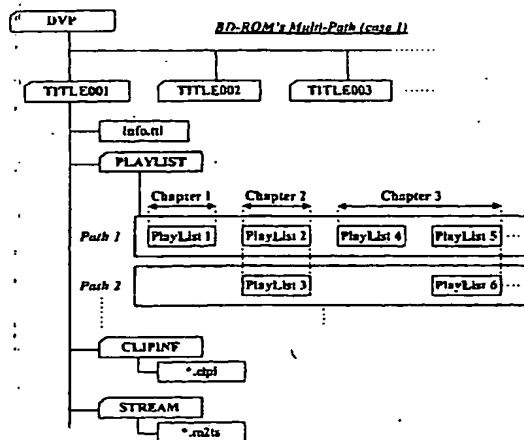 DVP
BD-ROM's Multi-Path (case 1)
TITLE001 TITLE002 TITLE003
info.ttl
PLAYLIST
Chapter 1 Chapter 2 Chapter 3
Path 1 PlayList 1 PlayList 2 PlayList 4 PlayList 5
Path 2 PlayList 3 PlayList 6
CLIPINF
*.clpi
STREAM
*.m2ts